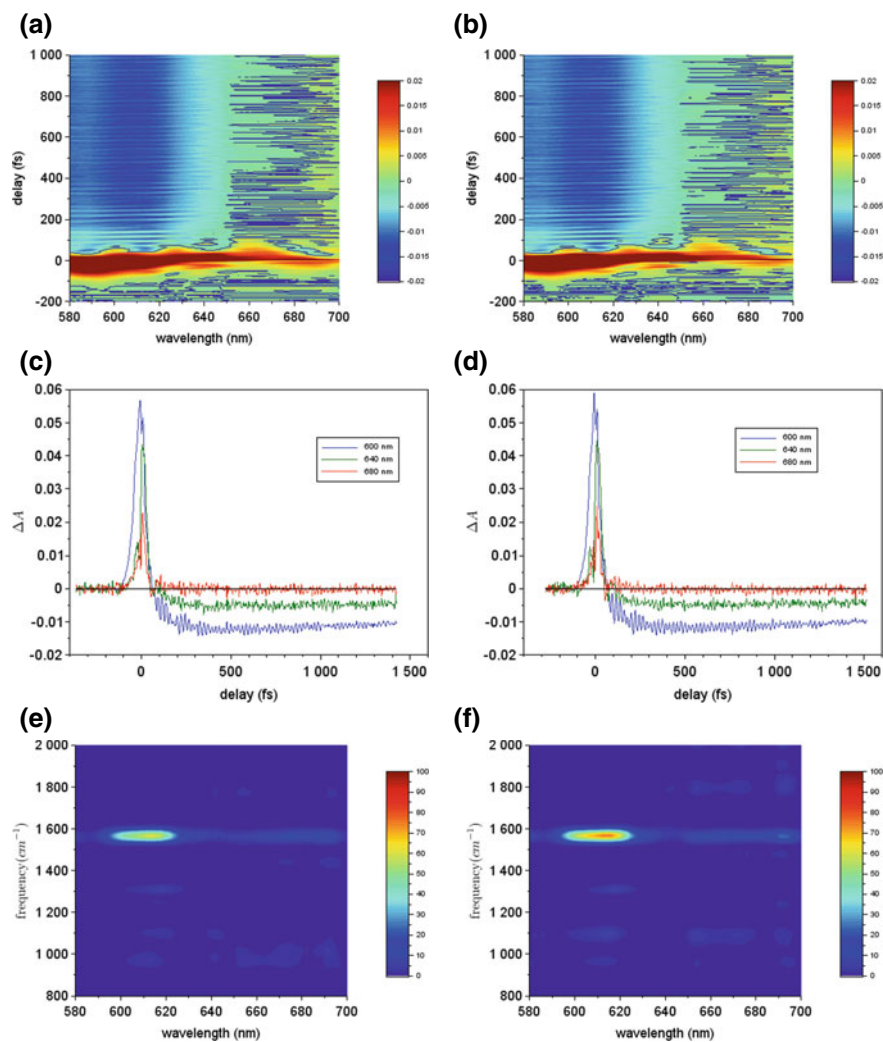 (a)
1 000
800
600
400
200
0
-200
delay (fs)
580 600 620 640 660 680 700
wavelength (nm)
0.02
0.015
0.01
0.005
0
-0.005
-0.01
-0.015
-0.02
(b)
1 000
800
600
400
200
0
-200
delay (fs)
580 600 620 640 660 680 700
wavelength (nm)
0.02
0.015
0.01
0.005
0
-0.005
-0.01
-0.015
-0.02
(c)
0.06
0.05
0.04
0.03
0.02
0.01
0
-0.01
-0.02
ΔA
600 nm
640 nm
680 nm
0 500 1 000 1 500
delay (fs)
(d)
0.06
0.05
0.04
0.03
0.02
0.01
0
-0.01
-0.02
ΔA
600 nm
640 nm
680 nm
0 500 1 000 1 500
delay (fs)
(e)
2 000
1 800
1 600
1 400
1 200
1 000
800
frequency(cm⁻¹)
580 600 620 640 660 680 700
wavelength (nm)
100
90
80
70
60
50
40
30
20
10
0
(f)
2 000
1 800
1 600
1 400
1 200
1 000
800
frequency(cm⁻¹)
580 600 620 640 660 680 700
wavelength (nm)
100
90
80
70
60
50
40
30
20
10
0